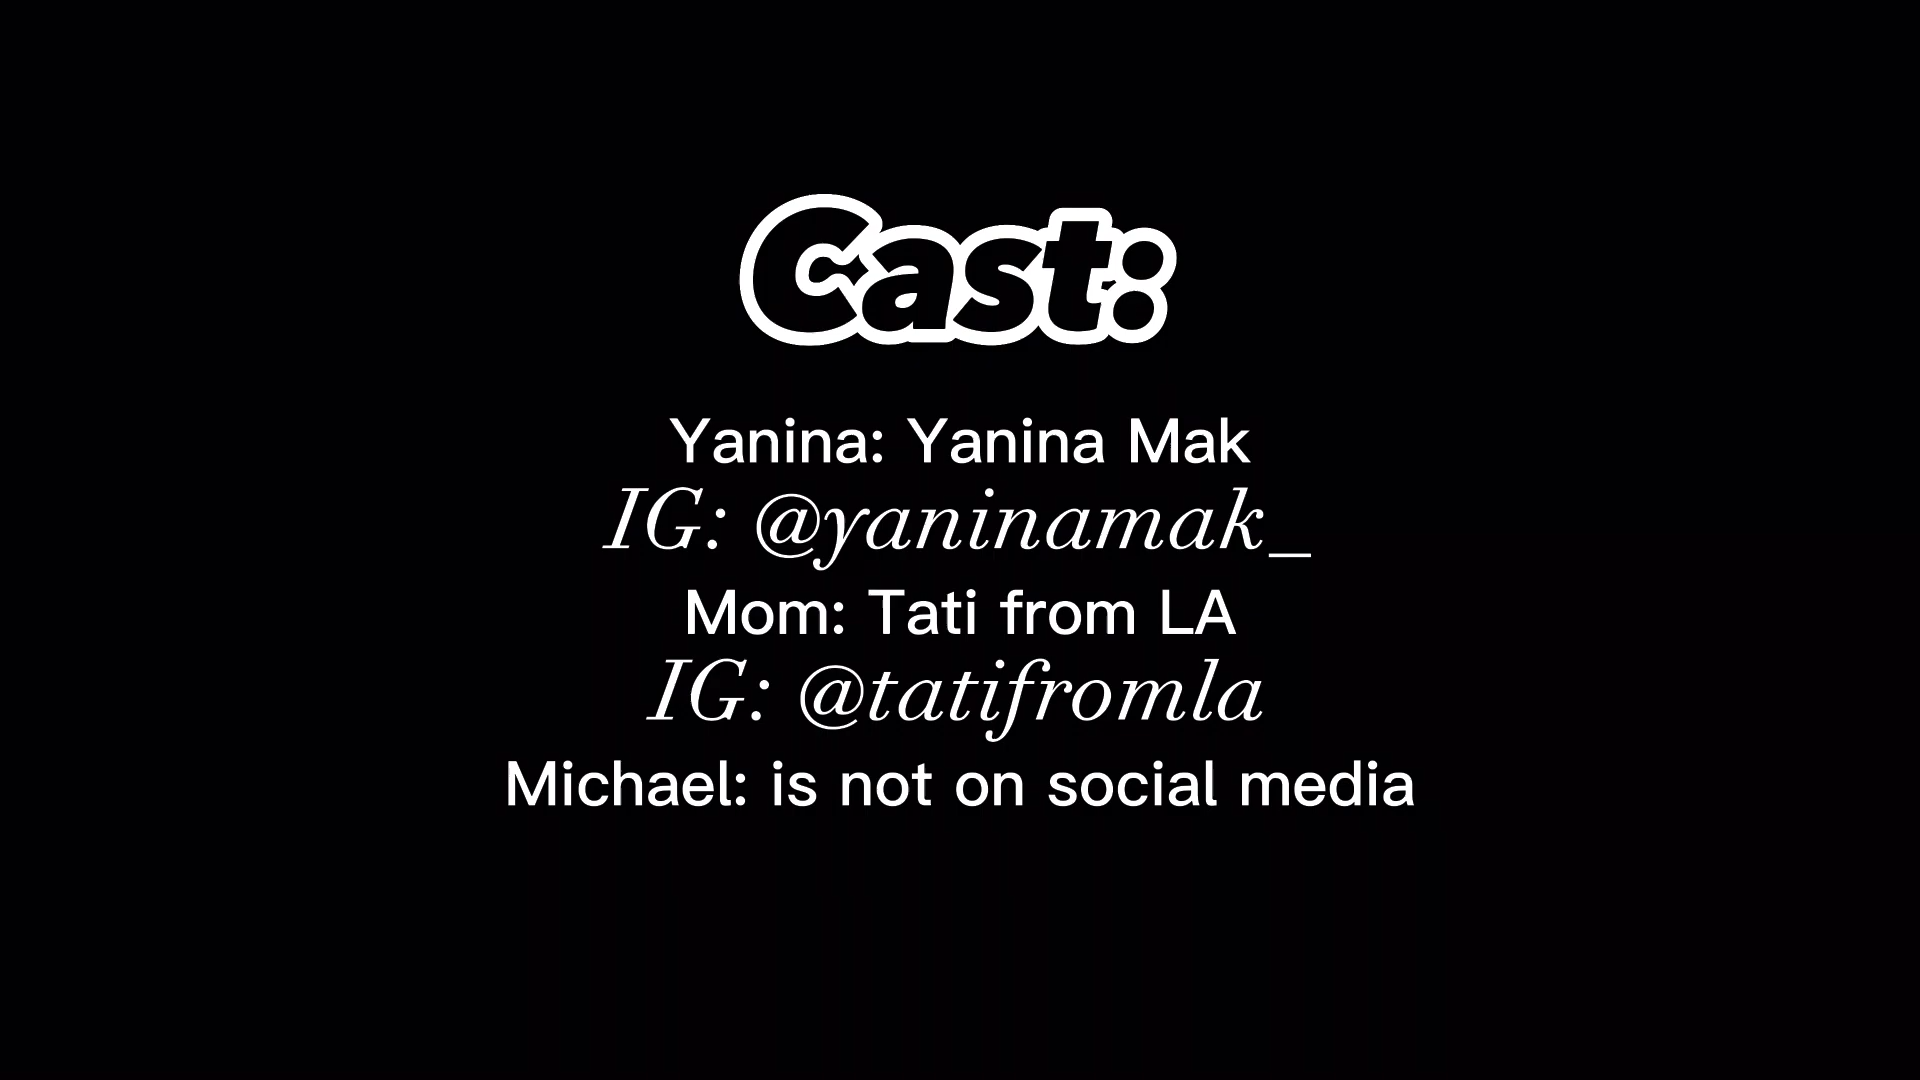 Cast:
Yanina: Yanina Mak
IG: @yaninamak_
Mom: Tati from LA
IG: @tatifromla
Michael: is not on social media